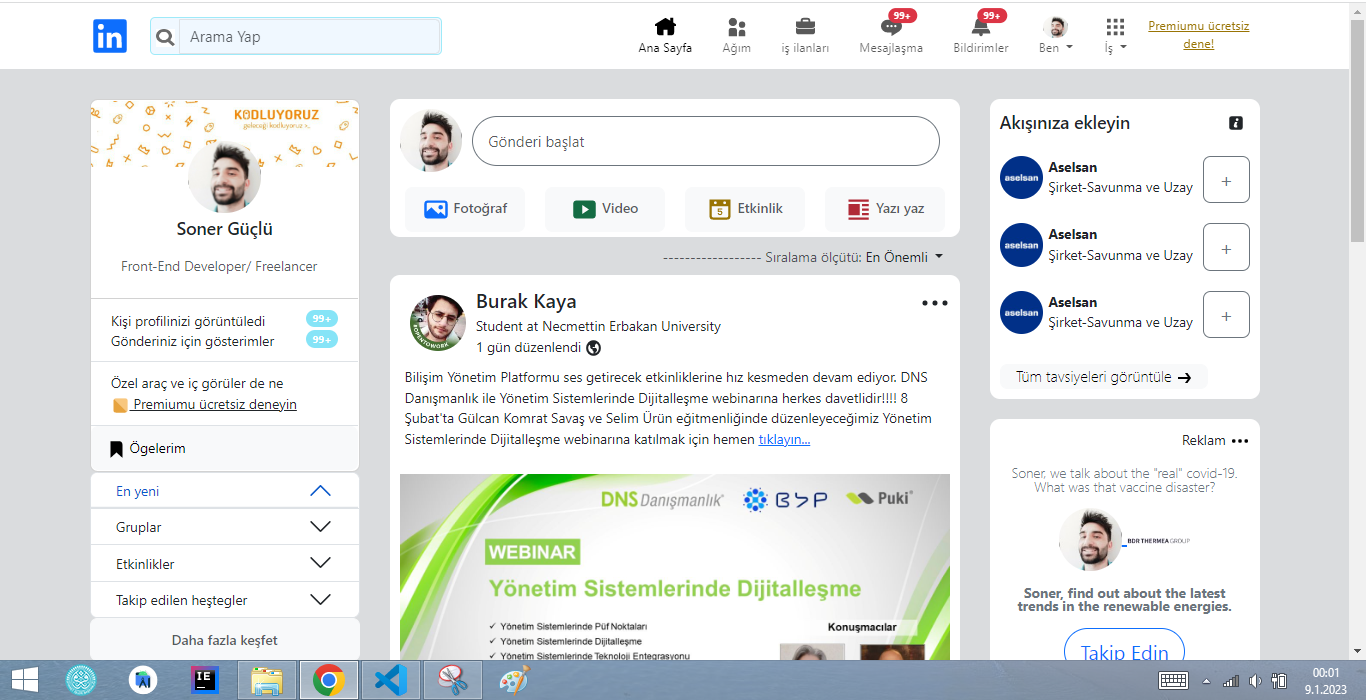 in
Arama Yap
Ana Sayfa
Ağım
iş ilanları
99+
Mesajlaşma
99+
Bildirimler
Ben
İş
Premiumu ücretsiz
dene!
KODLUYORUZ
geleceği kodluyoruz
Soner Güçlü
Front-End Developer/ Freelancer
Kişi profilinizi görüntüledi 99+
Gönderiniz için gösterimler 99+
Özel araç ve iç görüler de ne
Premiumu ücretsiz deneyin
Ögelerim
En yeni
Gruplar
Etkinlikler
Takip edilen heştegler
Daha fazla keşfet
Gönderi başlat
Fotoğraf
Video
5
Etkinlik
Yazı yaz
------------------ Sıralama ölçütü: En Önemli
Burak Kaya
Student at Necmettin Erbakan University
1 gün düzenlendi
#OPENTOWORK
Bilişim Yönetim Platformu ses getirecek etkinliklerine hız kesmeden devam ediyor. DNS
Danışmanlık ile Yönetim Sistemlerinde Dijitalleşme webinarına herkes davetlidir!!!! 8
Şubat'ta Gülcan Komrat Savaş ve Selim Ürün eğitmenliğinde düzenleyeceğimiz Yönetim
Sistemlerinde Dijitalleşme webinarına katılmak için hemen tıklayın...
DNS Danışmanlık
BYP
Puki
WEBINAR
Yönetim Sistemlerinde Dijitalleşme
✓ Yönetim Sistemlerinde Püf Noktaları
✓ Yönetim Sistemlerinde Dijitalleşme
✓ Yönetim Sistemlerinde Teknoloji Entegrasyonu
Konuşmacılar
Akışınıza ekleyin
aselsan
Aselsan
Şirket-Savunma ve Uzay
+
aselsan
Aselsan
Şirket-Savunma ve Uzay
+
aselsan
Aselsan
Şirket-Savunma ve Uzay
+
Tüm tavsiyeleri görüntüle →
Reklam
Soner, we talk about the "real" covid-19.
What was that vaccine disaster?
BDR THERMEA GROUP
Soner, find out about the latest
trends in the renewable energies.
Takip Edin
IE
00:01
9.1.2023